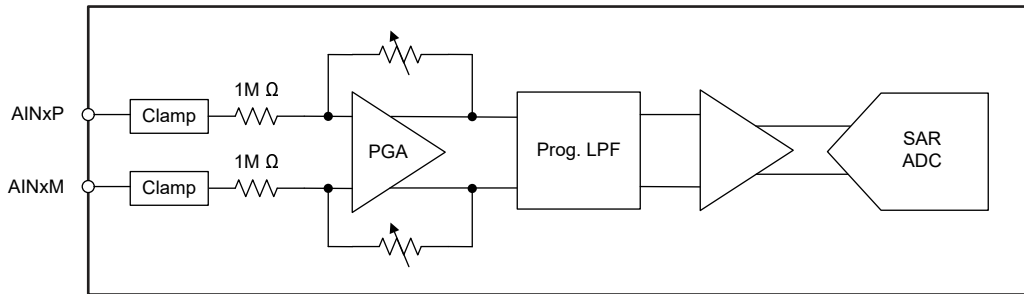 AINxP
Clamp
1M Ω
PGA
Prog. LPF
SAR
ADC
AINxM
Clamp
1M Ω